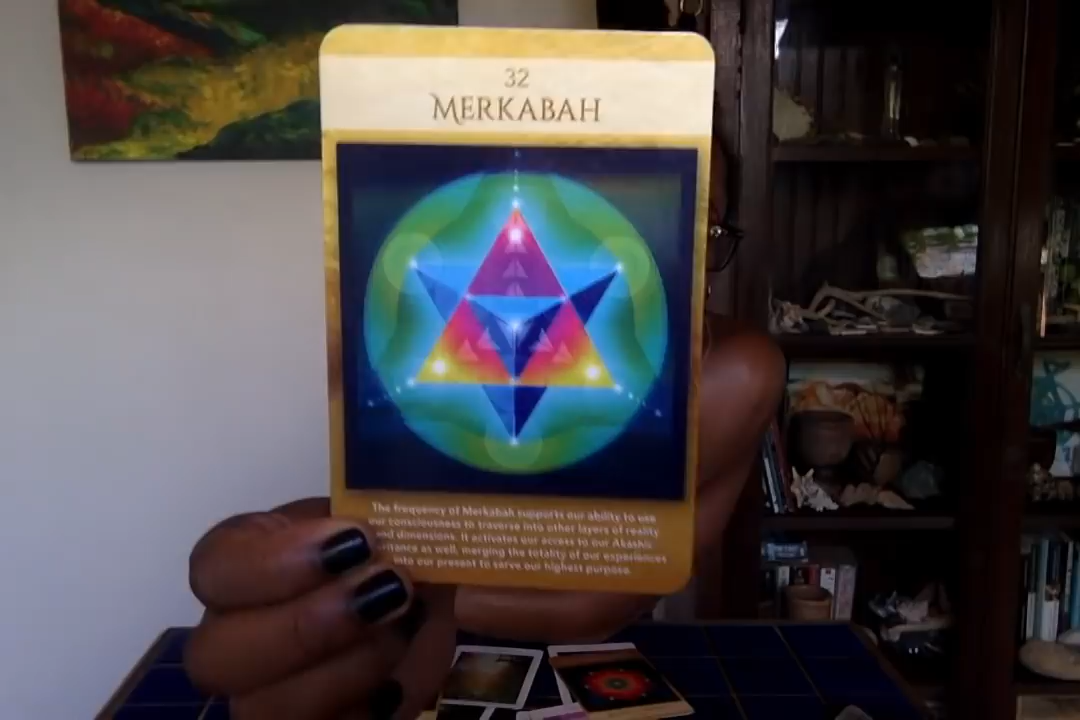 32
MERKABAH
The frequency of Merkabah supports our ability to use
our consciousness to traverse into other layers of reality
and dimensions. It activates our access to our Akashic
ritance as well, merging the totality of our experiences
into our present to serve our highest purpose.